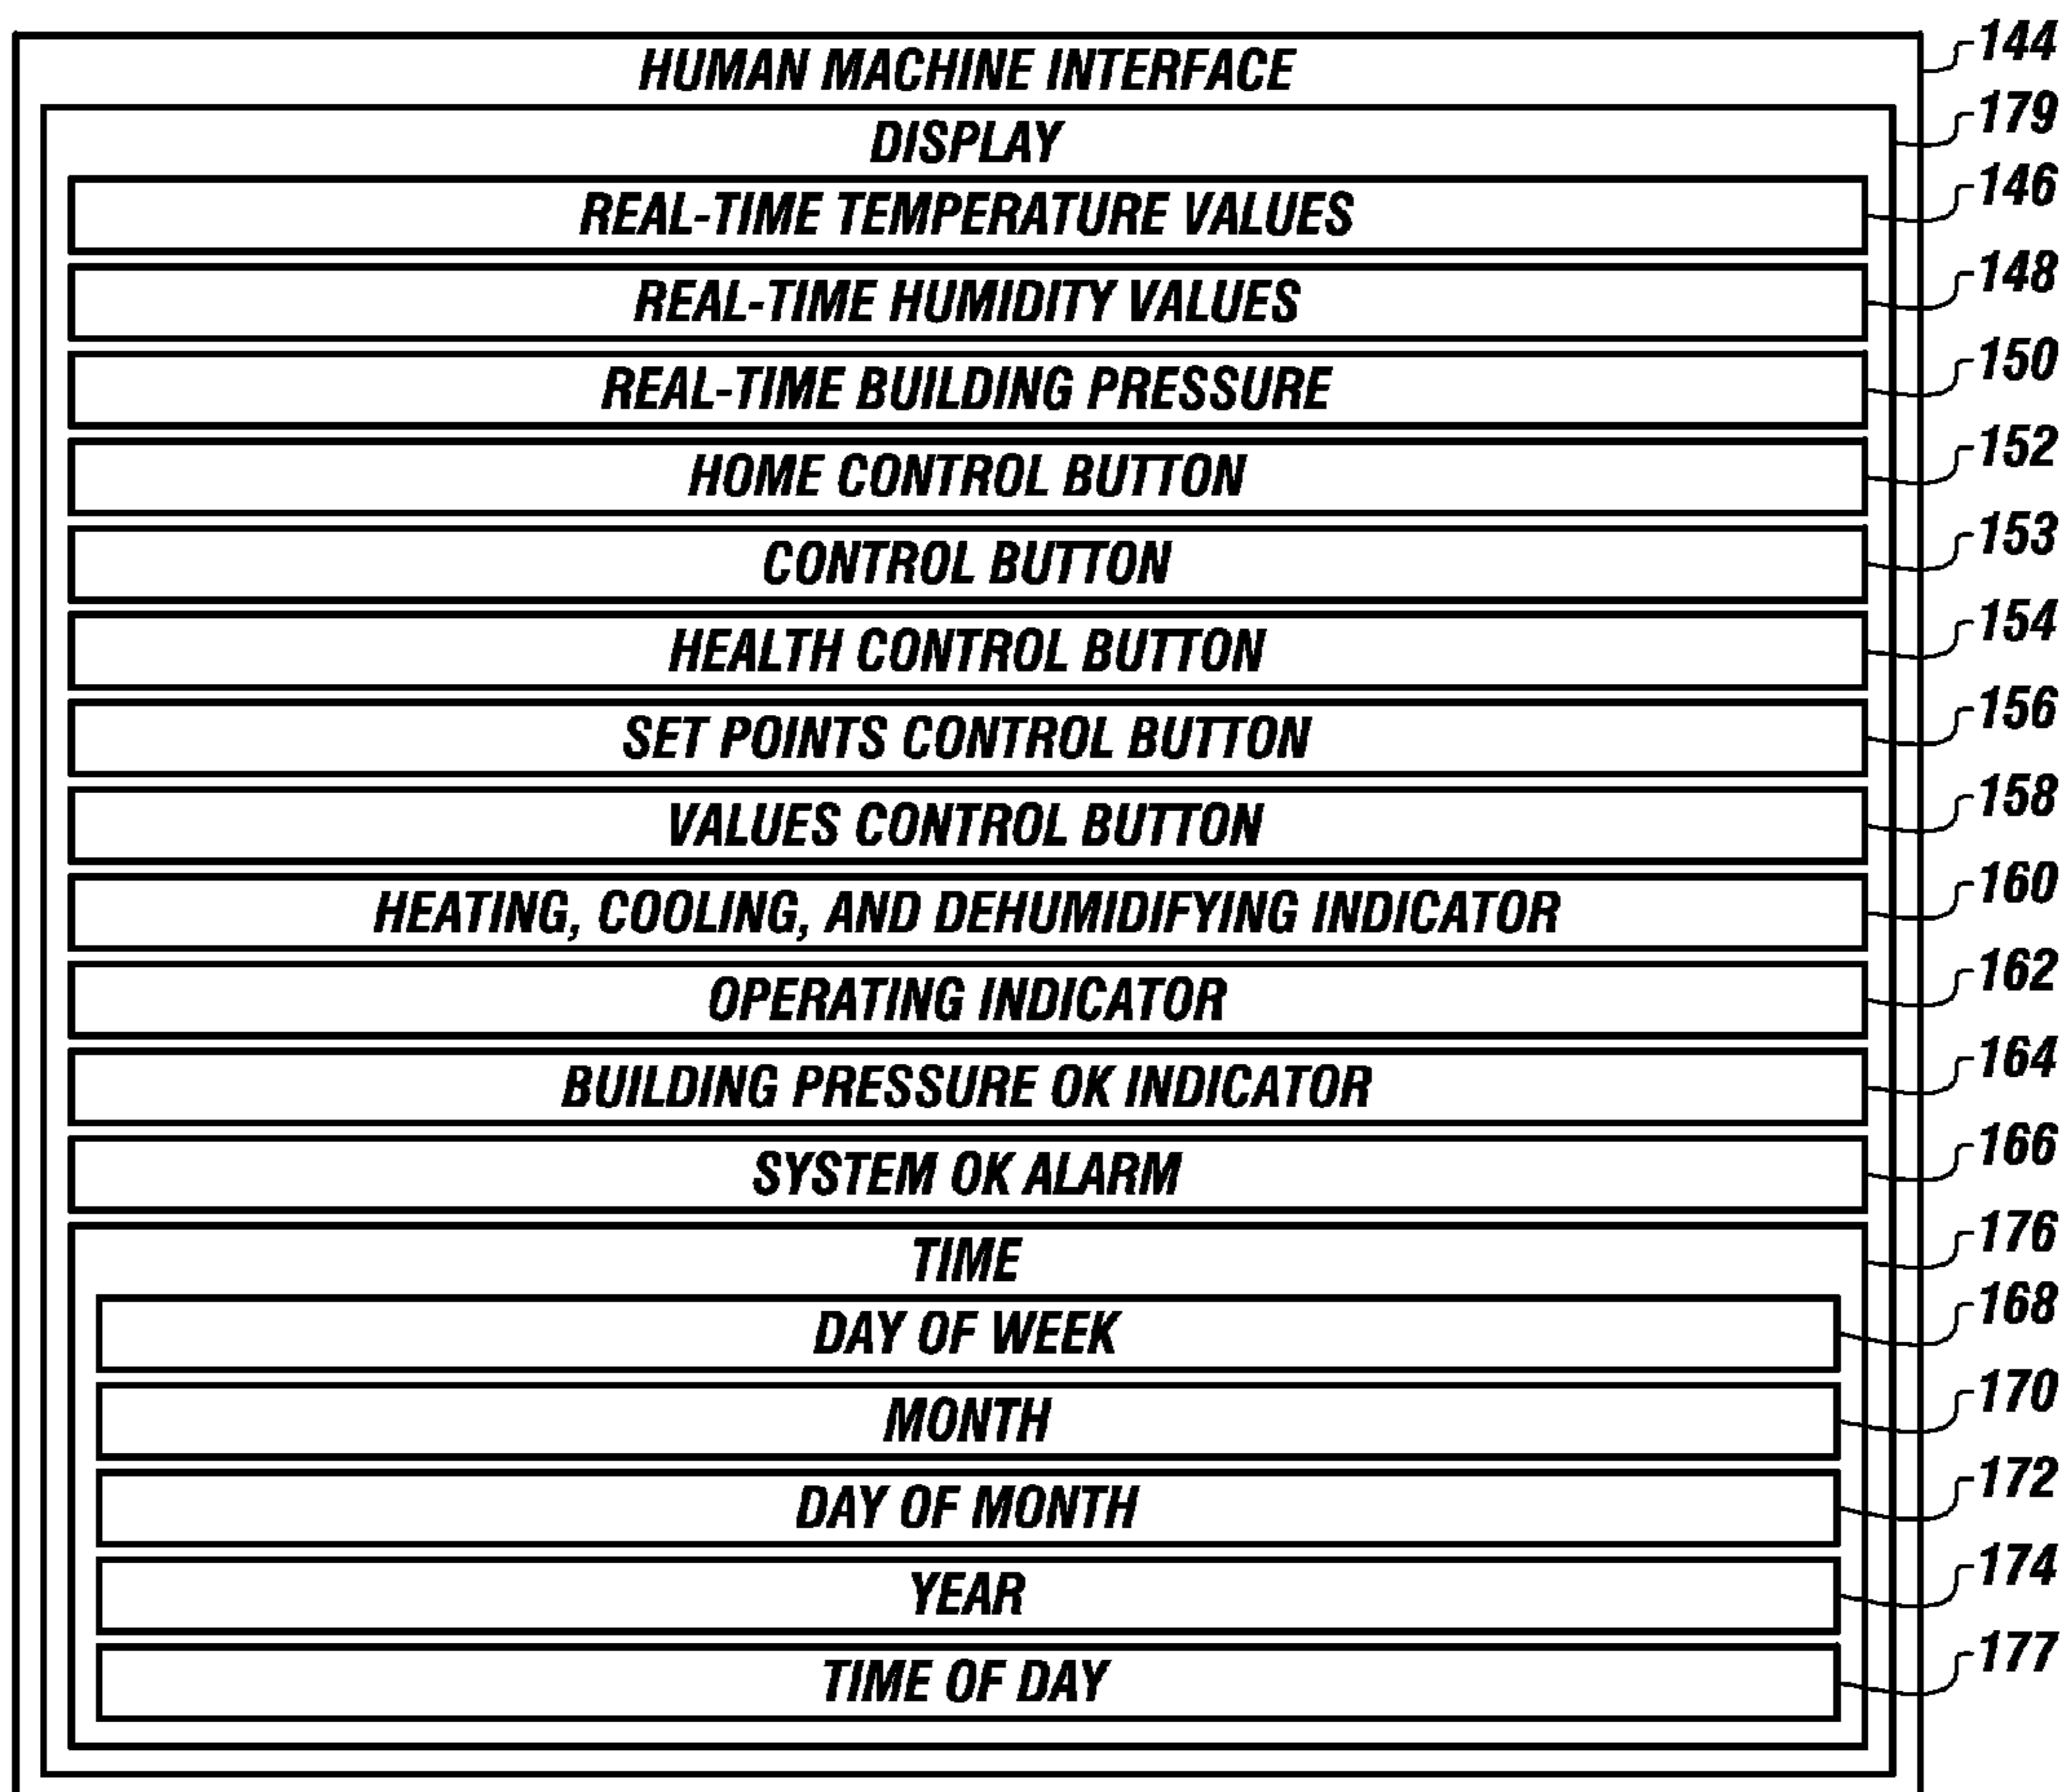 HUMAN MACHINE INTERFACE 144
DISPLAY 179
REAL-TIME TEMPERATURE VALUES 146
REAL-TIME HUMIDITY VALUES 148
REAL-TIME BUILDING PRESSURE 150
HOME CONTROL BUTTON 152
CONTROL BUTTON 153
HEALTH CONTROL BUTTON 154
SET POINTS CONTROL BUTTON 156
VALUES CONTROL BUTTON 158
HEATING, COOLING, AND DEHUMIDIFYING INDICATOR 160
OPERATING INDICATOR 162
BUILDING PRESSURE OK INDICATOR 164
SYSTEM OK ALARM 166
TIME 176
DAY OF WEEK 168
MONTH 170
DAY OF MONTH 172
YEAR 174
TIME OF DAY 177